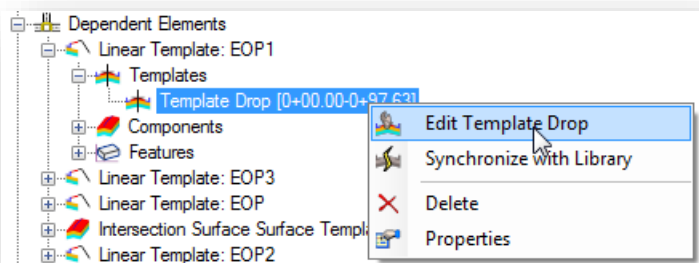 Dependent Elements
Linear Template: EOP1
Templates
Template Drop [0+00.00-0+97.63]
Edit Template Drop
Components
Features
Synchronize with Library
Linear Template: EOP3
Linear Template: EOP
Delete
Intersection Surface Surface Templa
Properties
Linear Template: EOP2